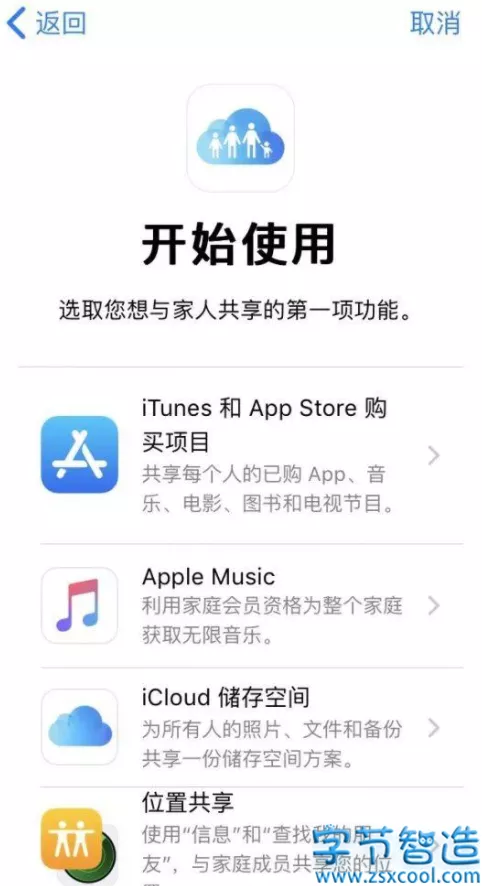 返回
取消
开始使用
选取您想与家人共享的第一项功能。
iTunes 和 App Store 购
买项目
共享每个人的已购 App、音
乐、电影、图书和电视节目。
Apple Music
利用家庭会员资格为整个家庭
获取无限音乐。
iCloud 储存空间
为所有人的照片、文件和备份
共享一份储存空间方案。
位置共享
使用“信息”和“查找我的朋
友”，与家庭成员共享您的位
字节智造
www.zsxcool.com